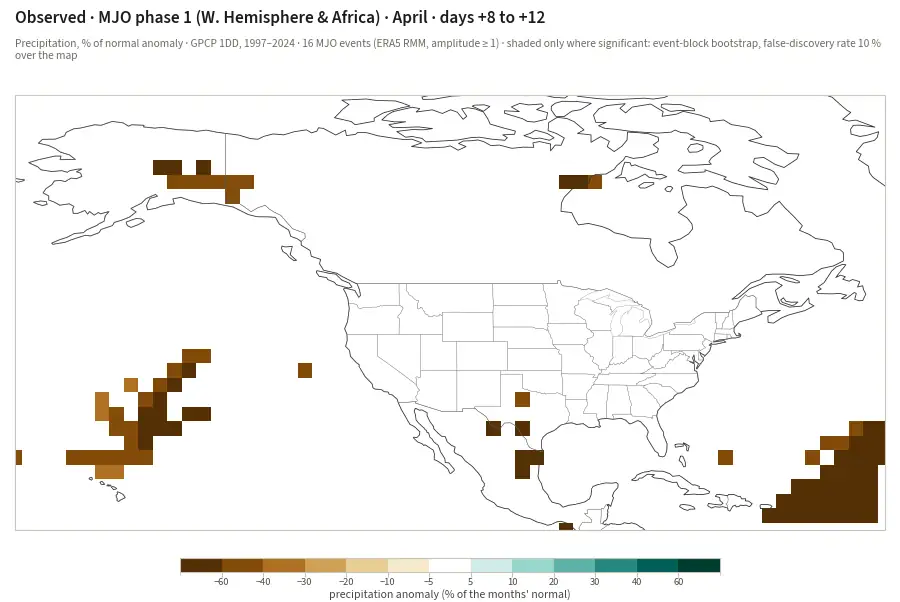 Observed · MJO phase 1 (W. Hemisphere & Africa) · April · days +8 to +12
Precipitation, % of normal anomaly · GPCP 1DD, 1997–2024 · 16 MJO events (ERA5 RMM, amplitude ≥ 1) · shaded only where significant: event-block bootstrap, false-discovery rate 10 %
over the map
−60 −40 −30 −20 −10 −5 5 10 20 30 40 60
precipitation anomaly (% of the months' normal)